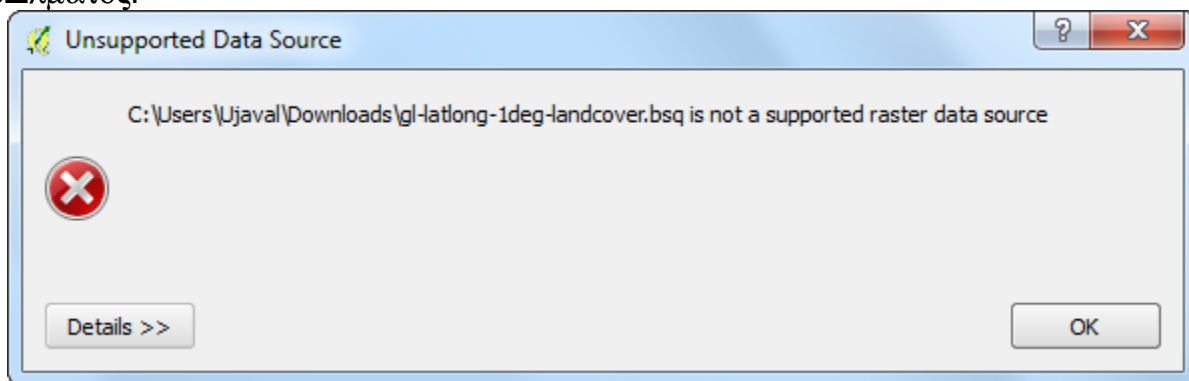 Unsupported Data Source
C:\Users\Ujaval\Downloads\gl-latlong-1deg-landcover.bsq is not a supported raster data source
Details >>
OK